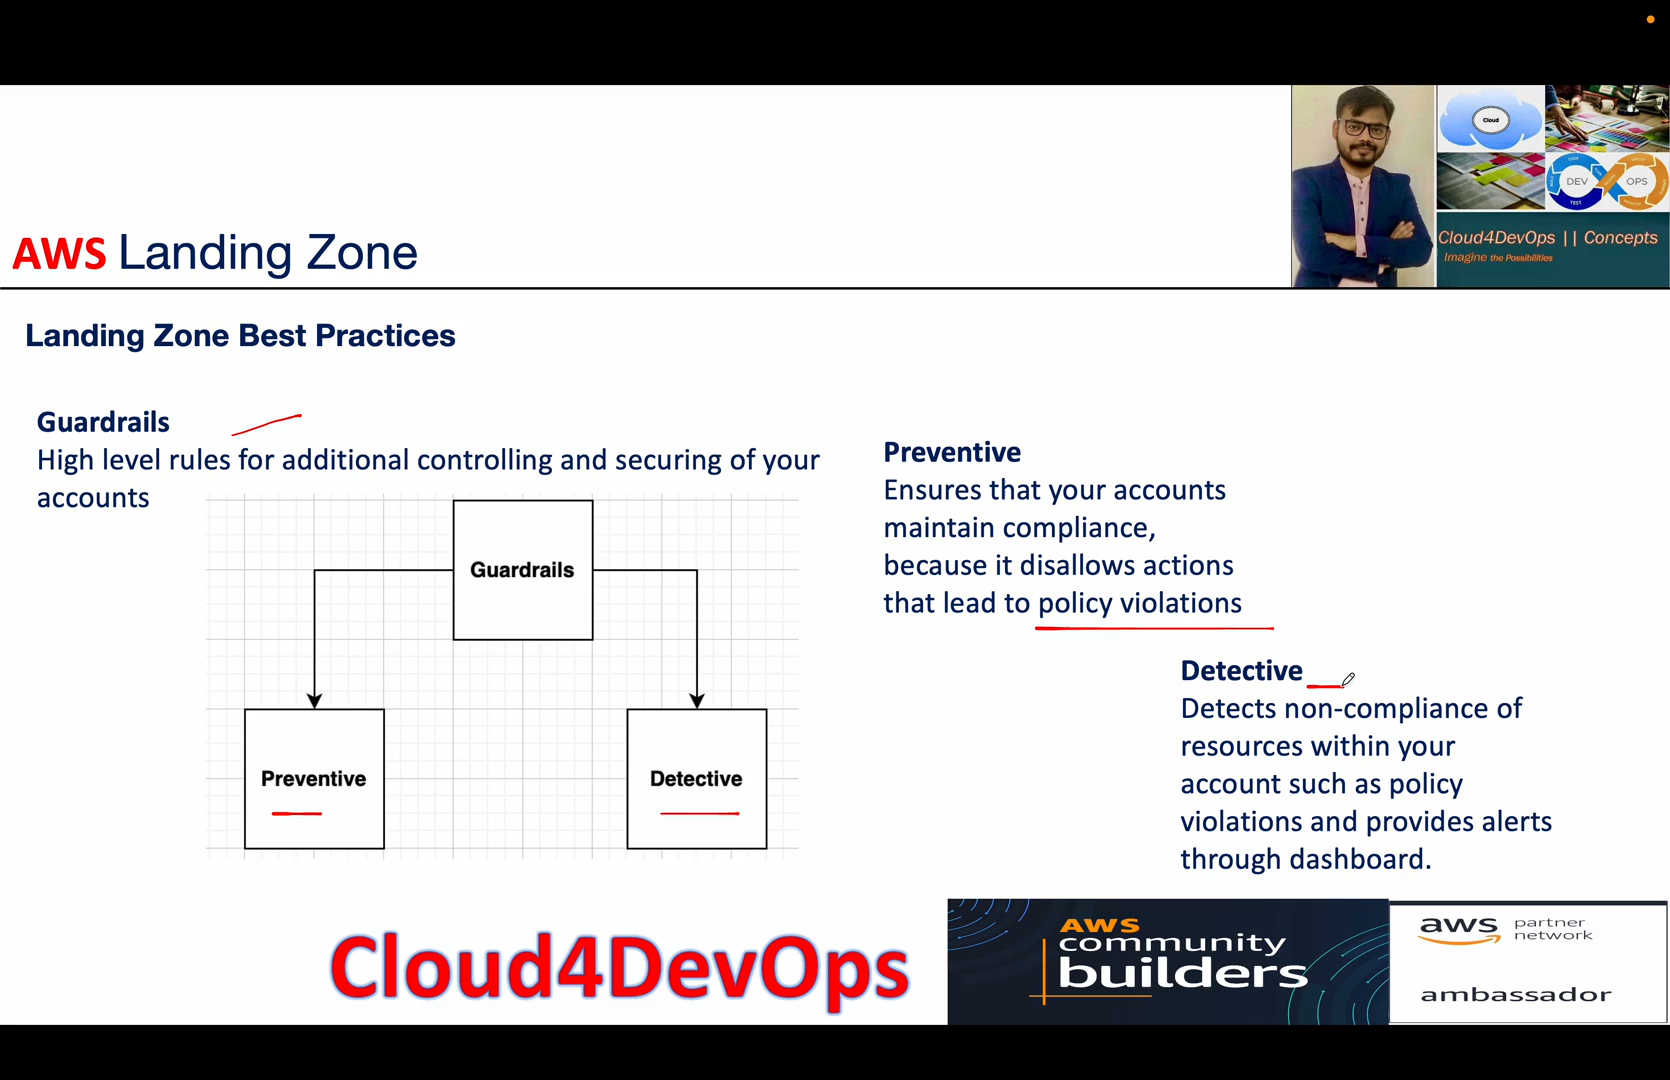 Cloud
DEV
OPS
TEST
Cloud4DevOps || Concepts
Imagine the Possibilities
AWS Landing Zone
Landing Zone Best Practices
Guardrails
High level rules for additional controlling and securing of your
accounts
Guardrails
Preventive
Detective
Preventive
Ensures that your accounts
maintain compliance,
because it disallows actions
that lead to policy violations
Detective
Detects non-compliance of
resources within your
account such as policy
violations and provides alerts
through dashboard.
Cloud4DevOps
AWS
community
builders
aws partner
network
ambassador